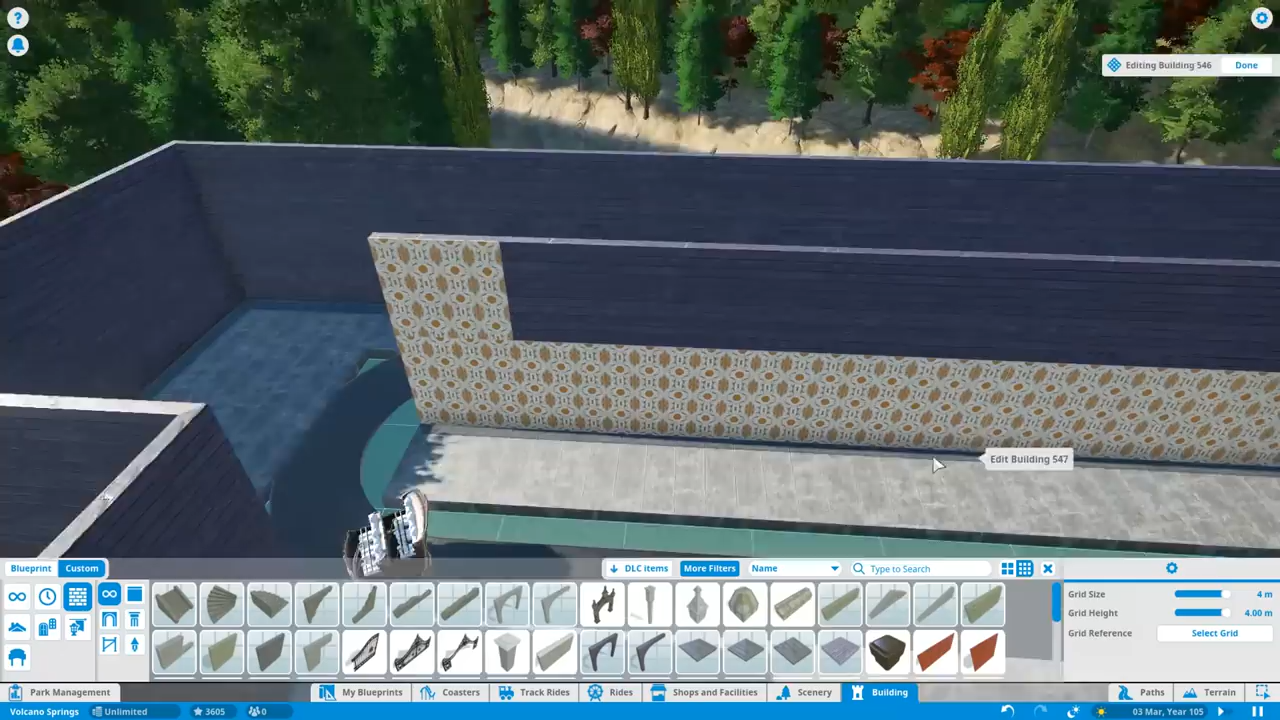 ?
Editing Building 546 Done
Edit Building 547
Blueprint Custom
DLC items More Filters Name Type to Search
Grid Size 4 m
Grid Height 4.00 m
Grid Reference Select Grid
Park Management My Blueprints Coasters Track Rides Rides Shops and Facilities Scenery Building Paths Terrain
Volcano Springs Unlimited 3605 0 03 Mar, Year 105